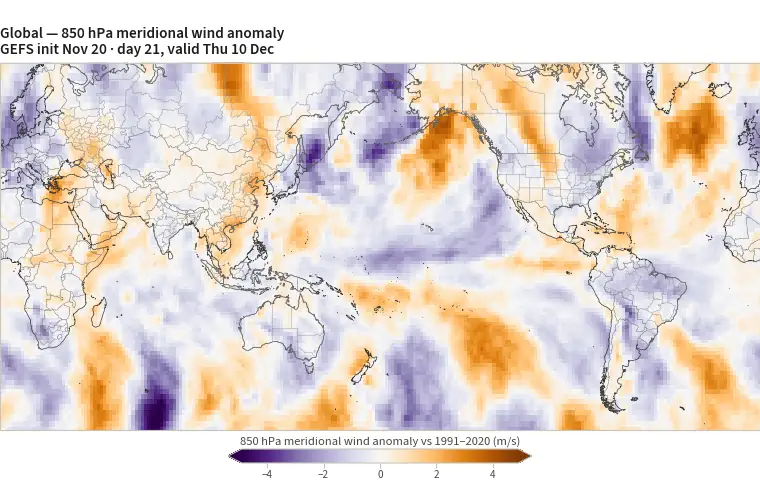 Global — 850 hPa meridional wind anomaly
GEFS init Nov 20 · day 21, valid Thu 10 Dec
850 hPa meridional wind anomaly vs 1991–2020 (m/s)
−4 −2 0 2 4